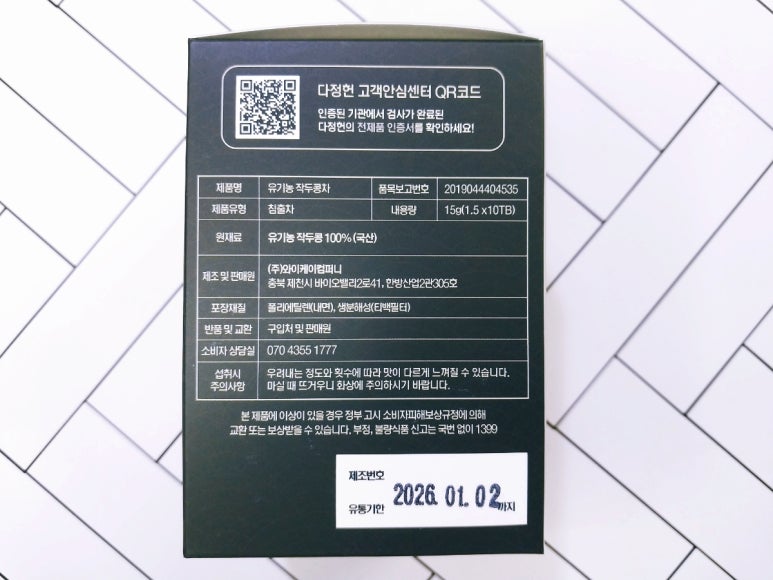 다정헌 고객안심센터 QR코드
인증된 기관에서 검사가 완료된
다정헌의 전제품 인증서를 확인하세요!
제품명 유기농 작두콩차 품목보고번호 2019044404535
제품유형 침출차 내용량 15g(1.5 x10TB)
원재료 유기농 작두콩 100% (국산)
제조 및 판매원 (주)와이케이컴퍼니
충북 제천시 바이오밸리2로41, 한방산업2관305호
포장재질 폴리에틸렌(내면), 생분해성(티백필터)
반품 및 교환 구입처 및 판매원
소비자 상담실 070 4355 1777
섭취시 우려내는 정도와 횟수에 따라 맛이 다르게 느껴질 수 있습니다.
주의사항 마실 때 뜨거우니 화상에 주의하시기 바랍니다.
본 제품에 이상이 있을 경우 정부 고시 소비자피해보상규정에 의해
교환 또는 보상받을 수 있습니다. 부정, 불량식품 신고는 국번 없이 1399
제조번호
유통기한 2026. 01. 02 까지